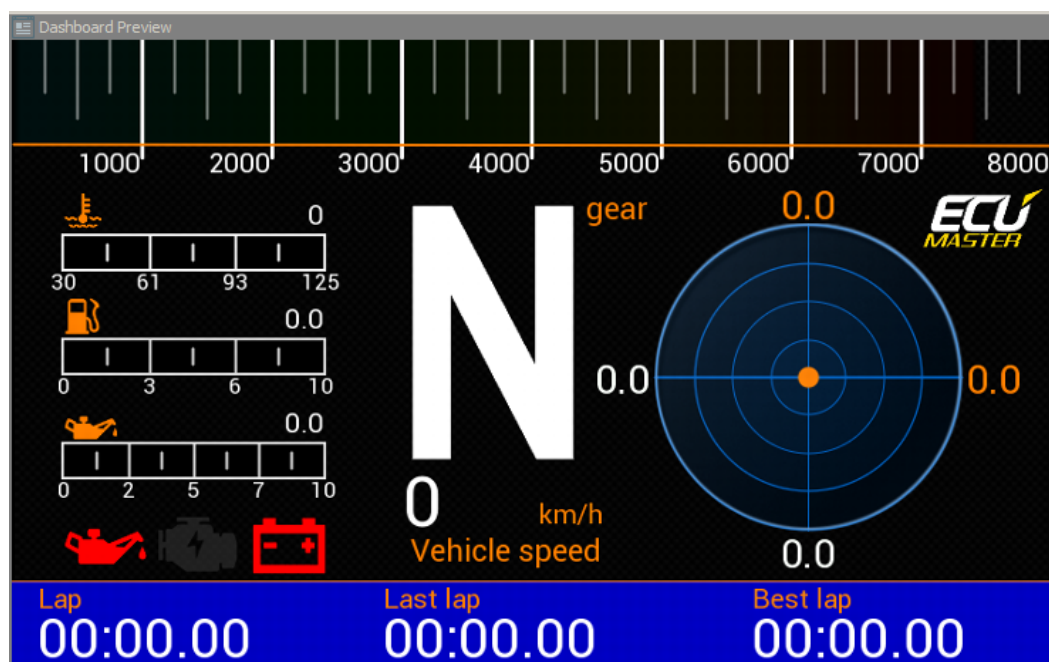 Dashboard Preview
1000 2000 3000 4000 5000 6000 7000 8000
gear
0.0
ECU
MASTER
0
30 61 93 125
N
0.0
0 3 6 10
0.0
0.0
0.0
0 2 5 7 10
0
km/h
Vehicle speed
0.0
Lap
Last lap
Best lap
00:00.00
00:00.00
00:00.00